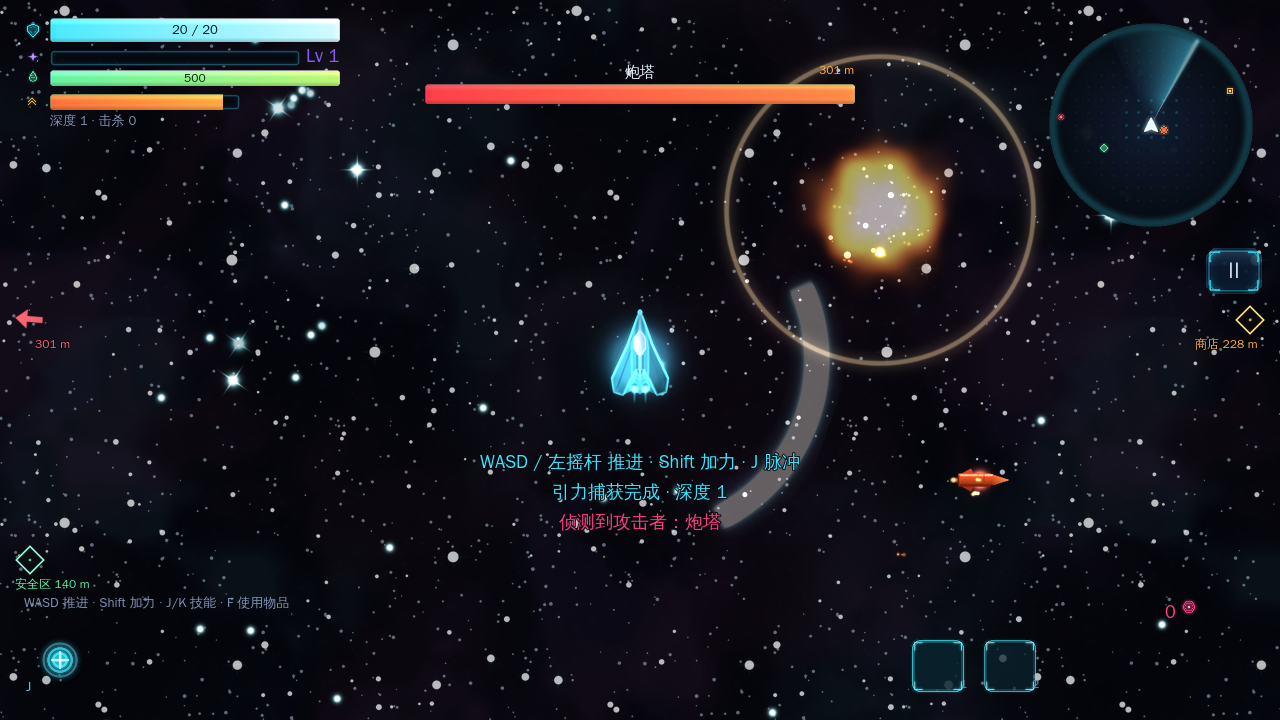 20 / 20
Lv 1
500
深度 1 · 击杀 0
炮塔
301 m
301 m
商店 228 m
WASD / 左摇杆 推进 · Shift 加力 · J 脉冲
引力捕获完成 · 深度 1
侦测到攻击者：炮塔
安全区 140 m
WASD 推进 · Shift 加力 · J/K 技能 · F 使用物品
0
J